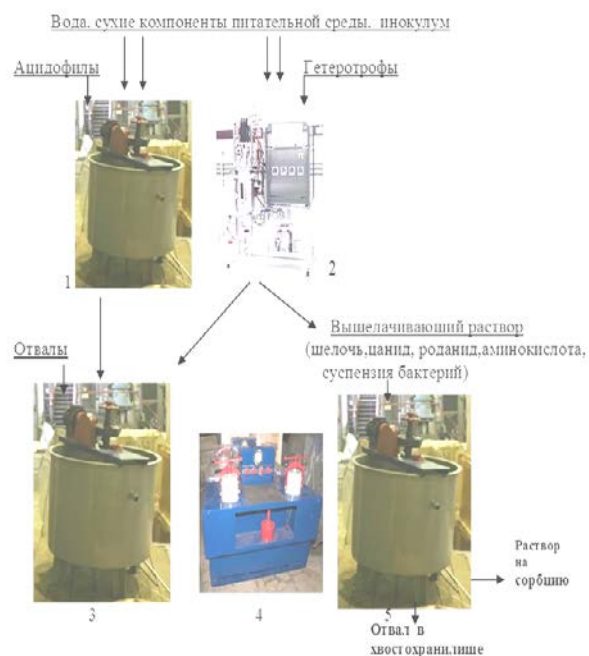 Вода, сухие компоненты питательной среды, инокулум
Ацидофилы
Гетеротрофы
1
2
Вышелачивающий раствор
(щелочь,цанид, роданид,аминокислота,
суспензия бактерий)
Отвалы
3
4
5
Раствор
на
сорбцию
Отвал в
хвостохранилище